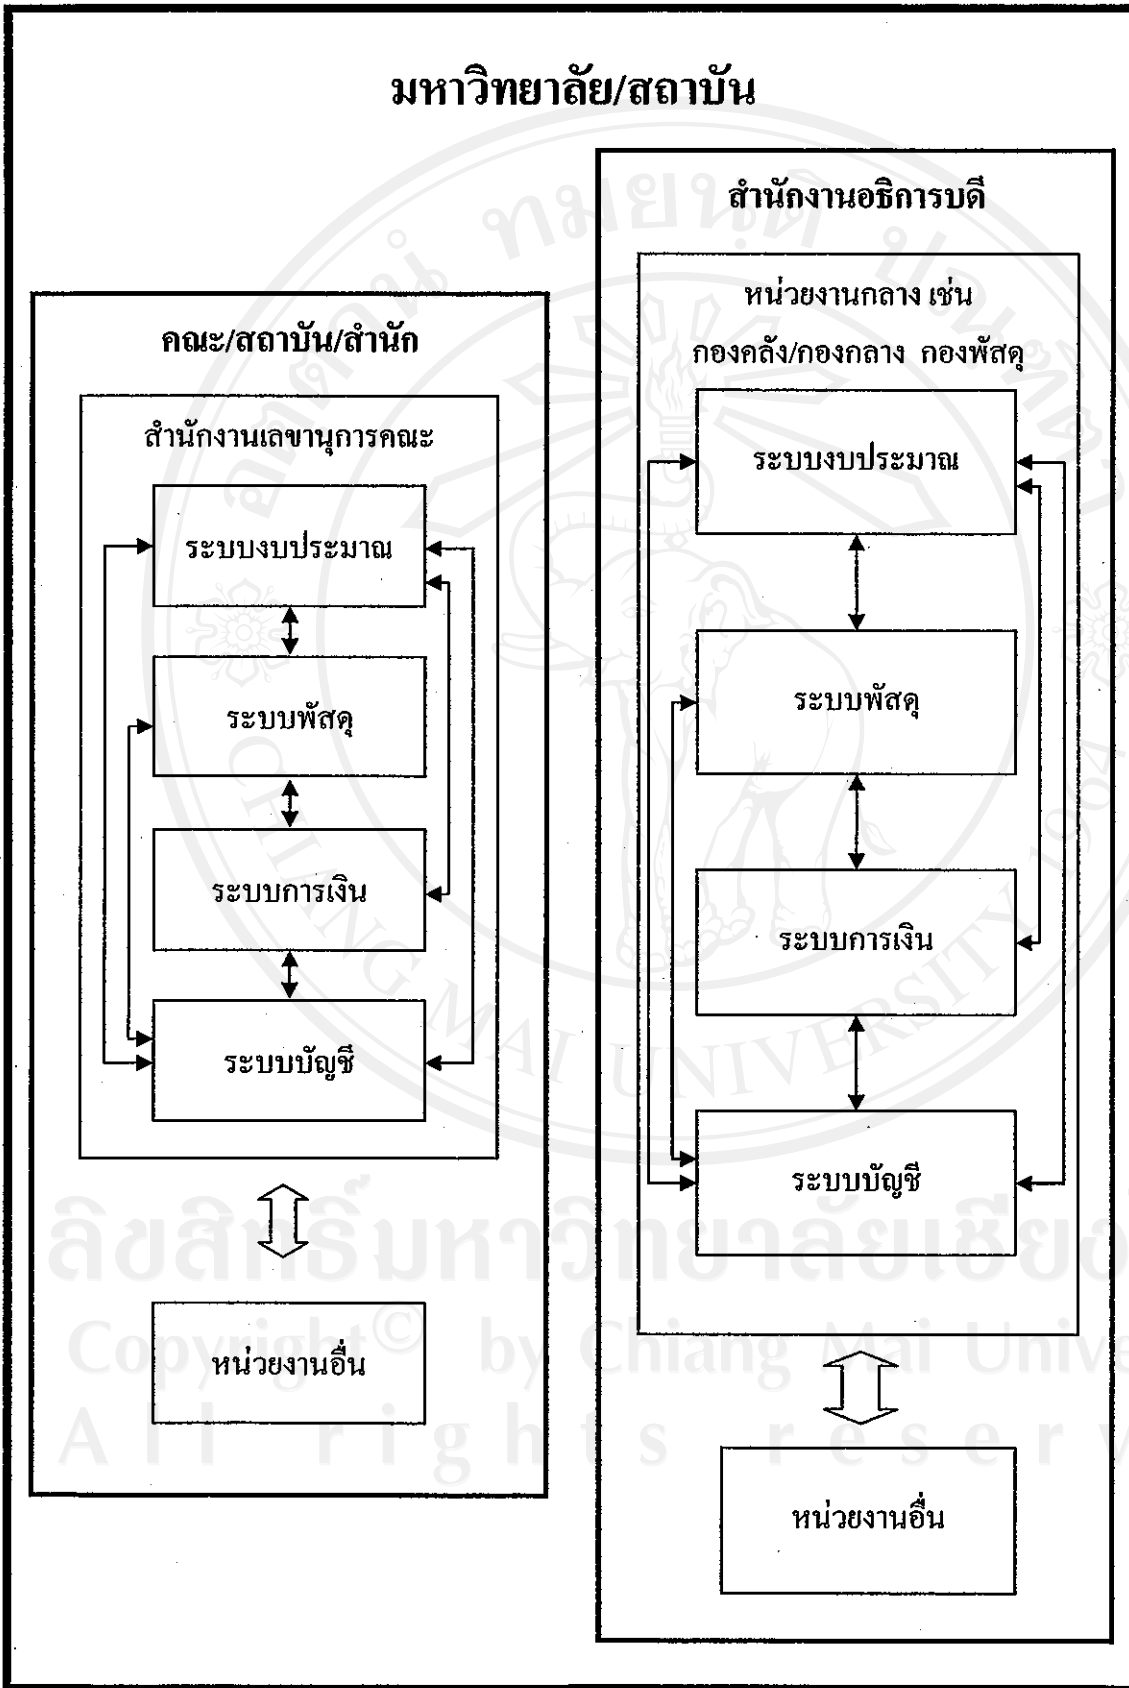 มหาวิทยาลัย/สถาบัน
คณะ/สถาบัน/สำนัก
สำนักงานเลขานุการคณะ
ระบบงบประมาณ
ระบบพัสดุ
ระบบการเงิน
ระบบบัญชี
หน่วยงานอื่น
สำนักงานอธิการบดี
หน่วยงานกลาง เช่น
กองคลัง/กองกลาง กองพัสดุ
ระบบงบประมาณ
ระบบพัสดุ
ระบบการเงิน
ระบบบัญชี
หน่วยงานอื่น
CHIANG MAI UNIVERSITY 1964
ลิขสิทธิ์มหาวิทยาลัยเชียง
Copyright© by Chiang Mai Unive
All rights reserv